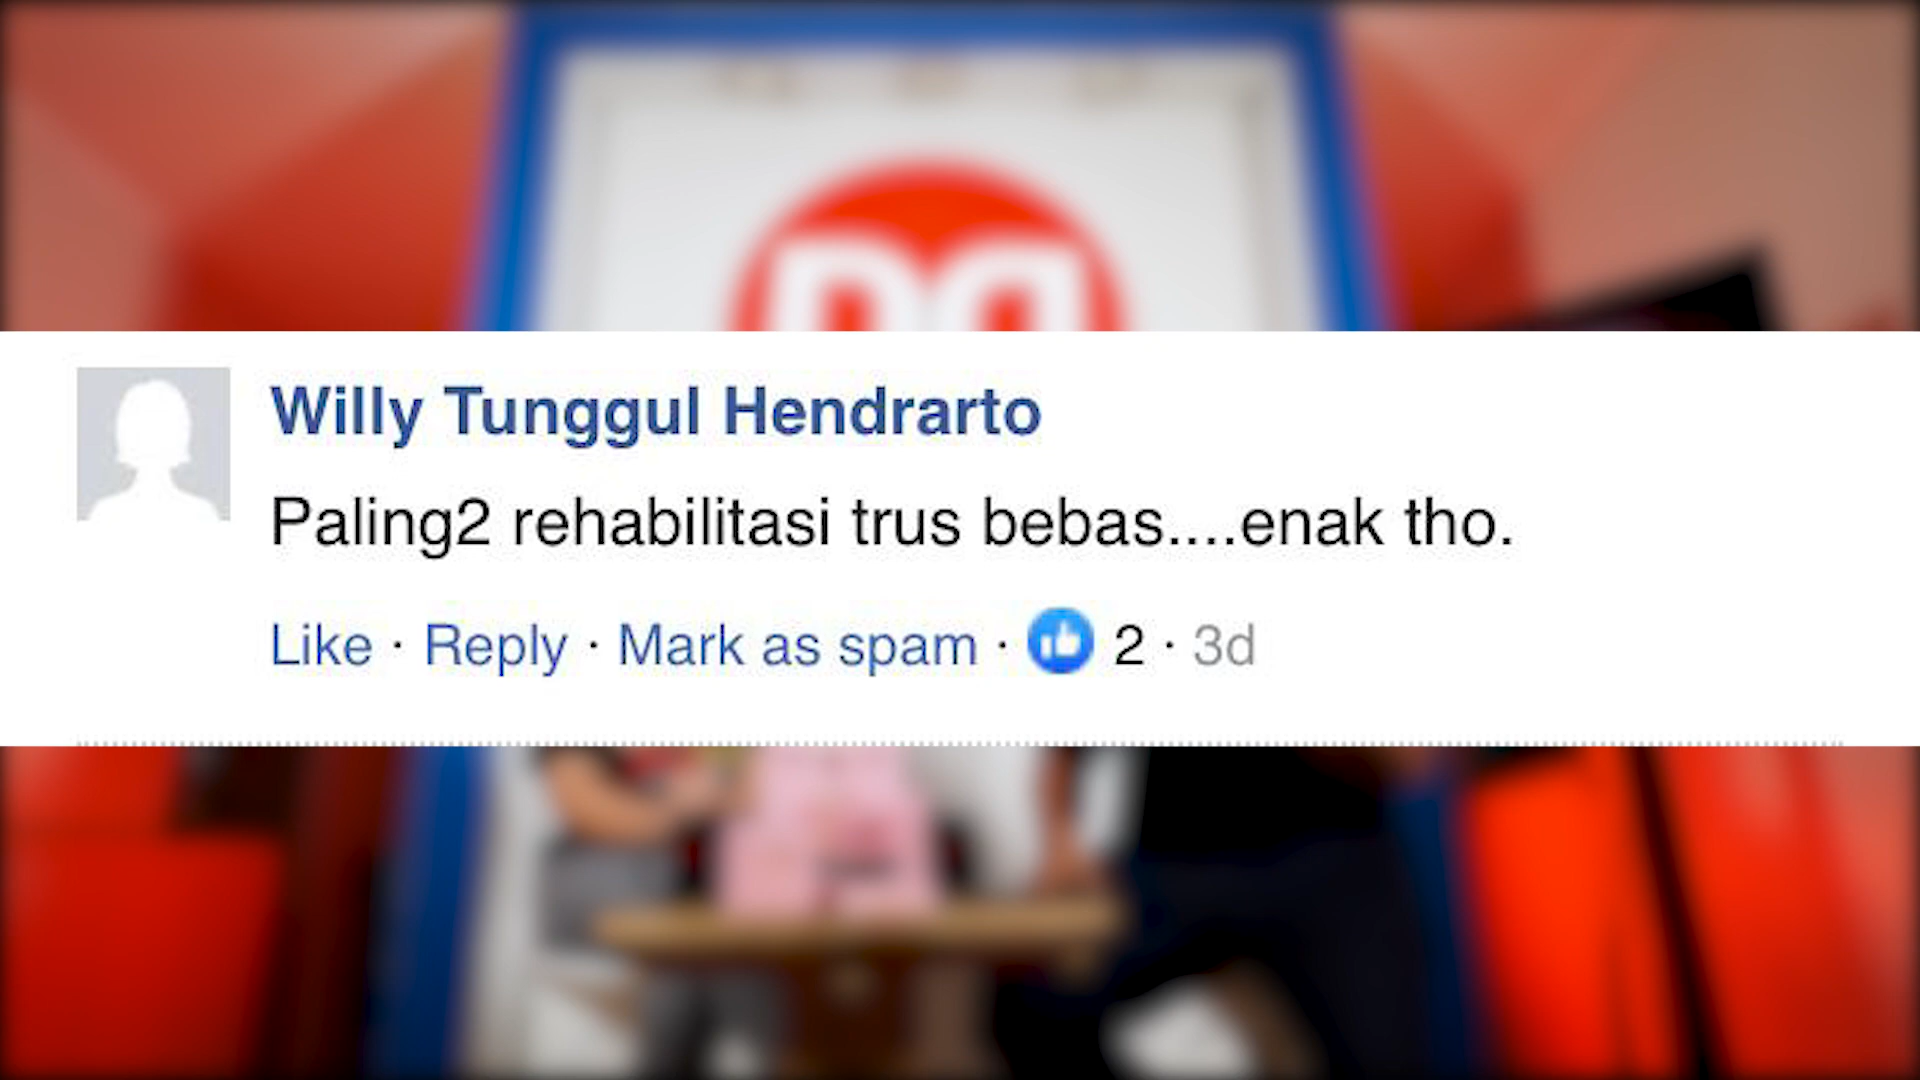 Willy Tunggul Hendrarto
Paling2 rehabilitasi trus bebas....enak tho.
Like · Reply · Mark as spam · 2 · 3d